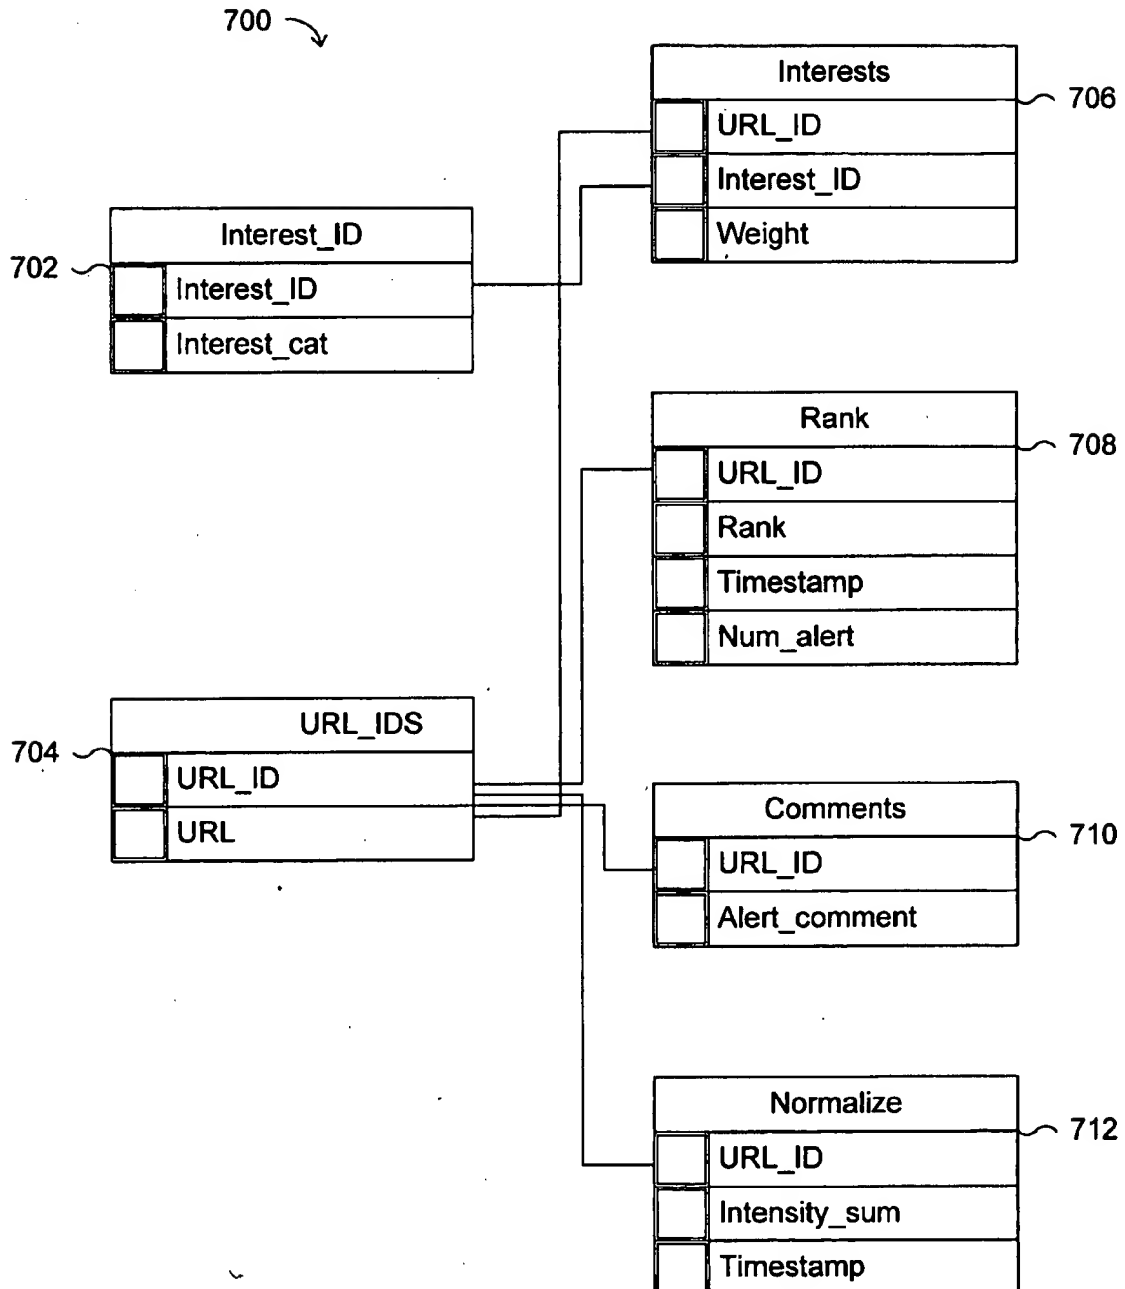 700
Interests
706
URL_ID
Interest_ID
Weight
Interest_ID
702
Interest_ID
Interest_cat
Rank
708
URL_ID
Rank
Timestamp
Num_alert
URL_IDS
704
URL_ID
URL
Comments
710
URL_ID
Alert_comment
Normalize
712
URL_ID
Intensity_sum
Timestamp